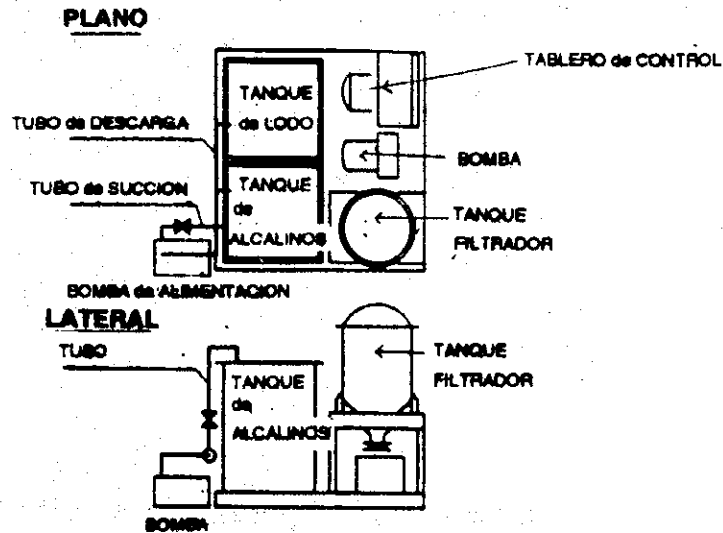 PLANO
TABLERO de CONTROL
TANQUE
de LODO
TUBO de DESCARGA
BOMBA
TUBO de SUCCION
TANQUE
de
ALCALINOS
TANQUE
FILTRADOR
BOMBA de ALIMENTACION
LATERAL
TUBO
TANQUE
de
ALCALINOS
TANQUE
FILTRADOR
BOMBA